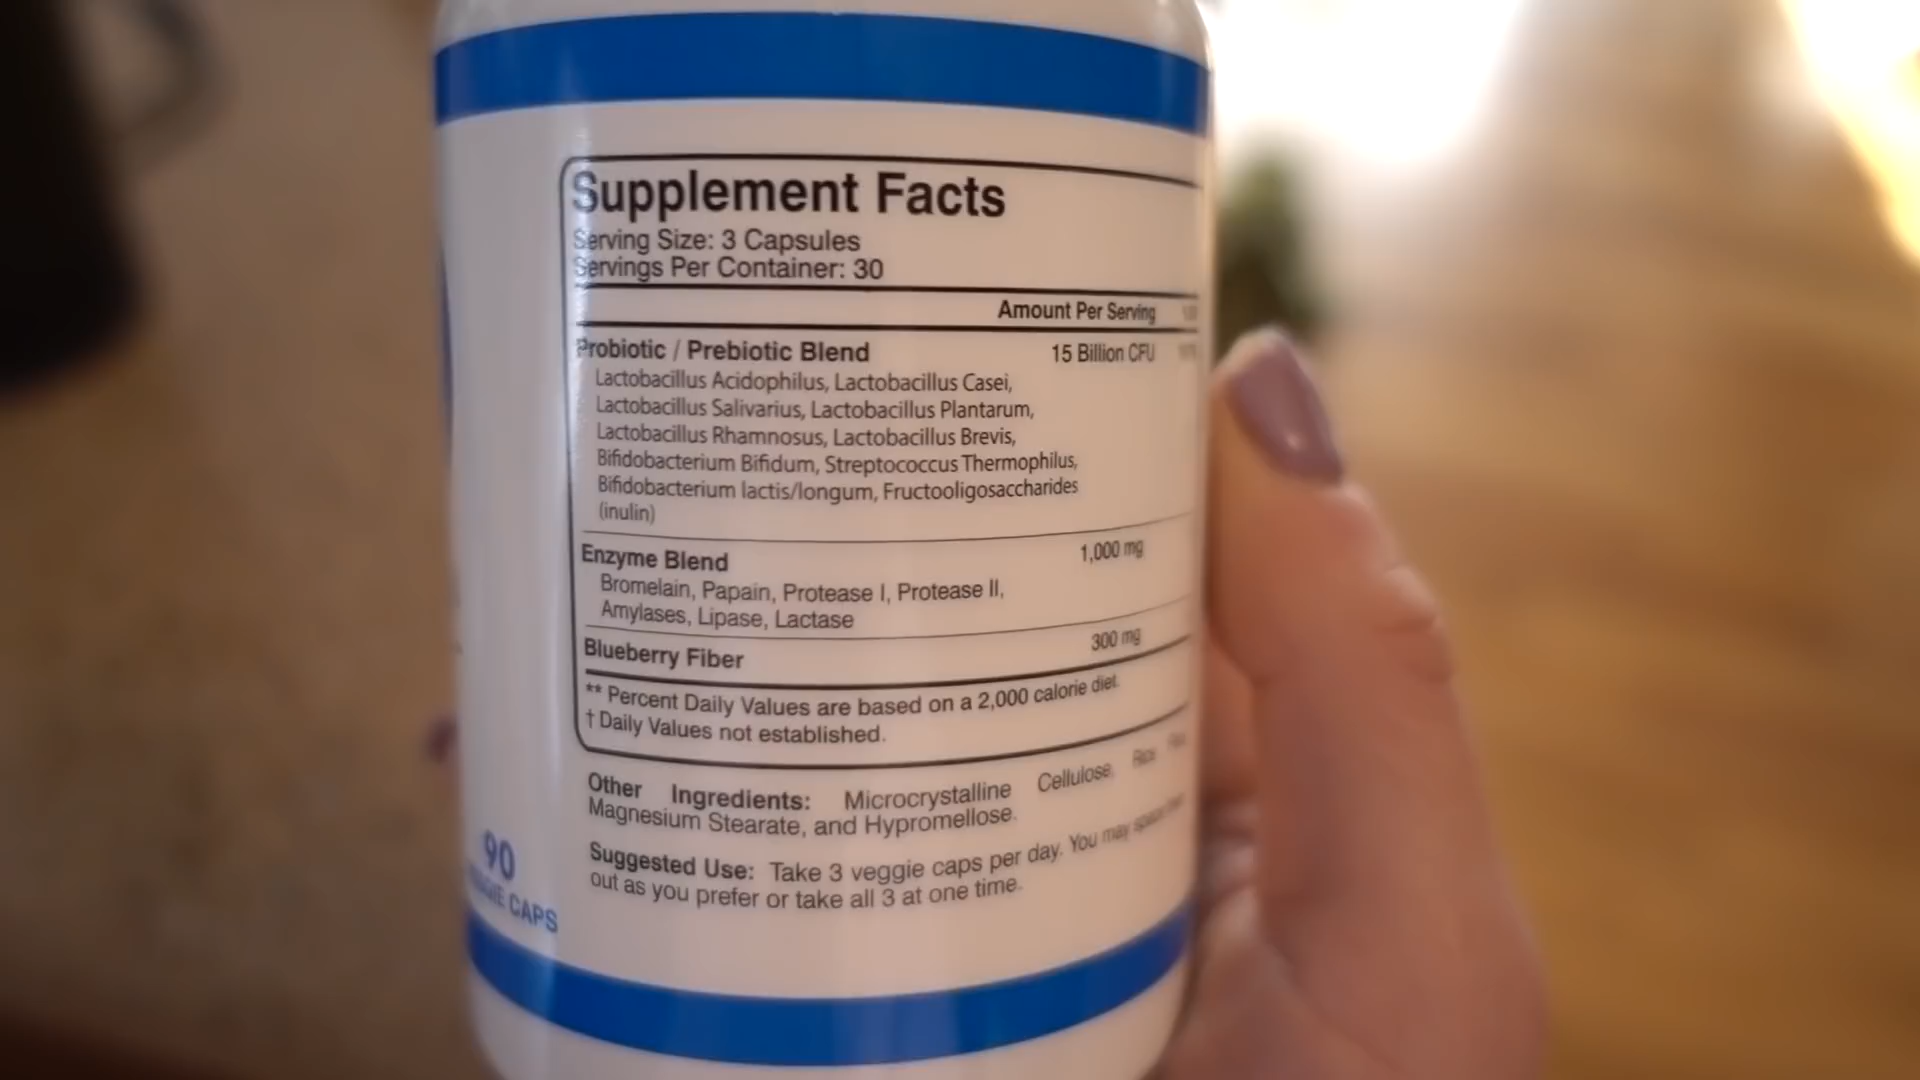 Supplement Facts
Serving Size: 3 Capsules
Servings Per Container: 30
Amount Per Serving
Probiotic / Prebiotic Blend 15 Billion CFU
Lactobacillus Acidophilus, Lactobacillus Casei,
Lactobacillus Salivarius, Lactobacillus Plantarum,
Lactobacillus Rhamnosus, Lactobacillus Brevis,
Bifidobacterium Bifidum, Streptococcus Thermophilus,
Bifidobacterium lactis/longum, Fructooligosaccharides
(inulin)
Enzyme Blend 1,000 mg
Bromelain, Papain, Protease I, Protease II,
Amylases, Lipase, Lactase
Blueberry Fiber 300 mg
** Percent Daily Values are based on a 2,000 calorie diet.
† Daily Values not established.
Other Ingredients: Microcrystalline Cellulose, Rice
Magnesium Stearate, and Hypromellose.
Suggested Use: Take 3 veggie caps per day. You may space
out as you prefer or take all 3 at one time.
90
CAPS